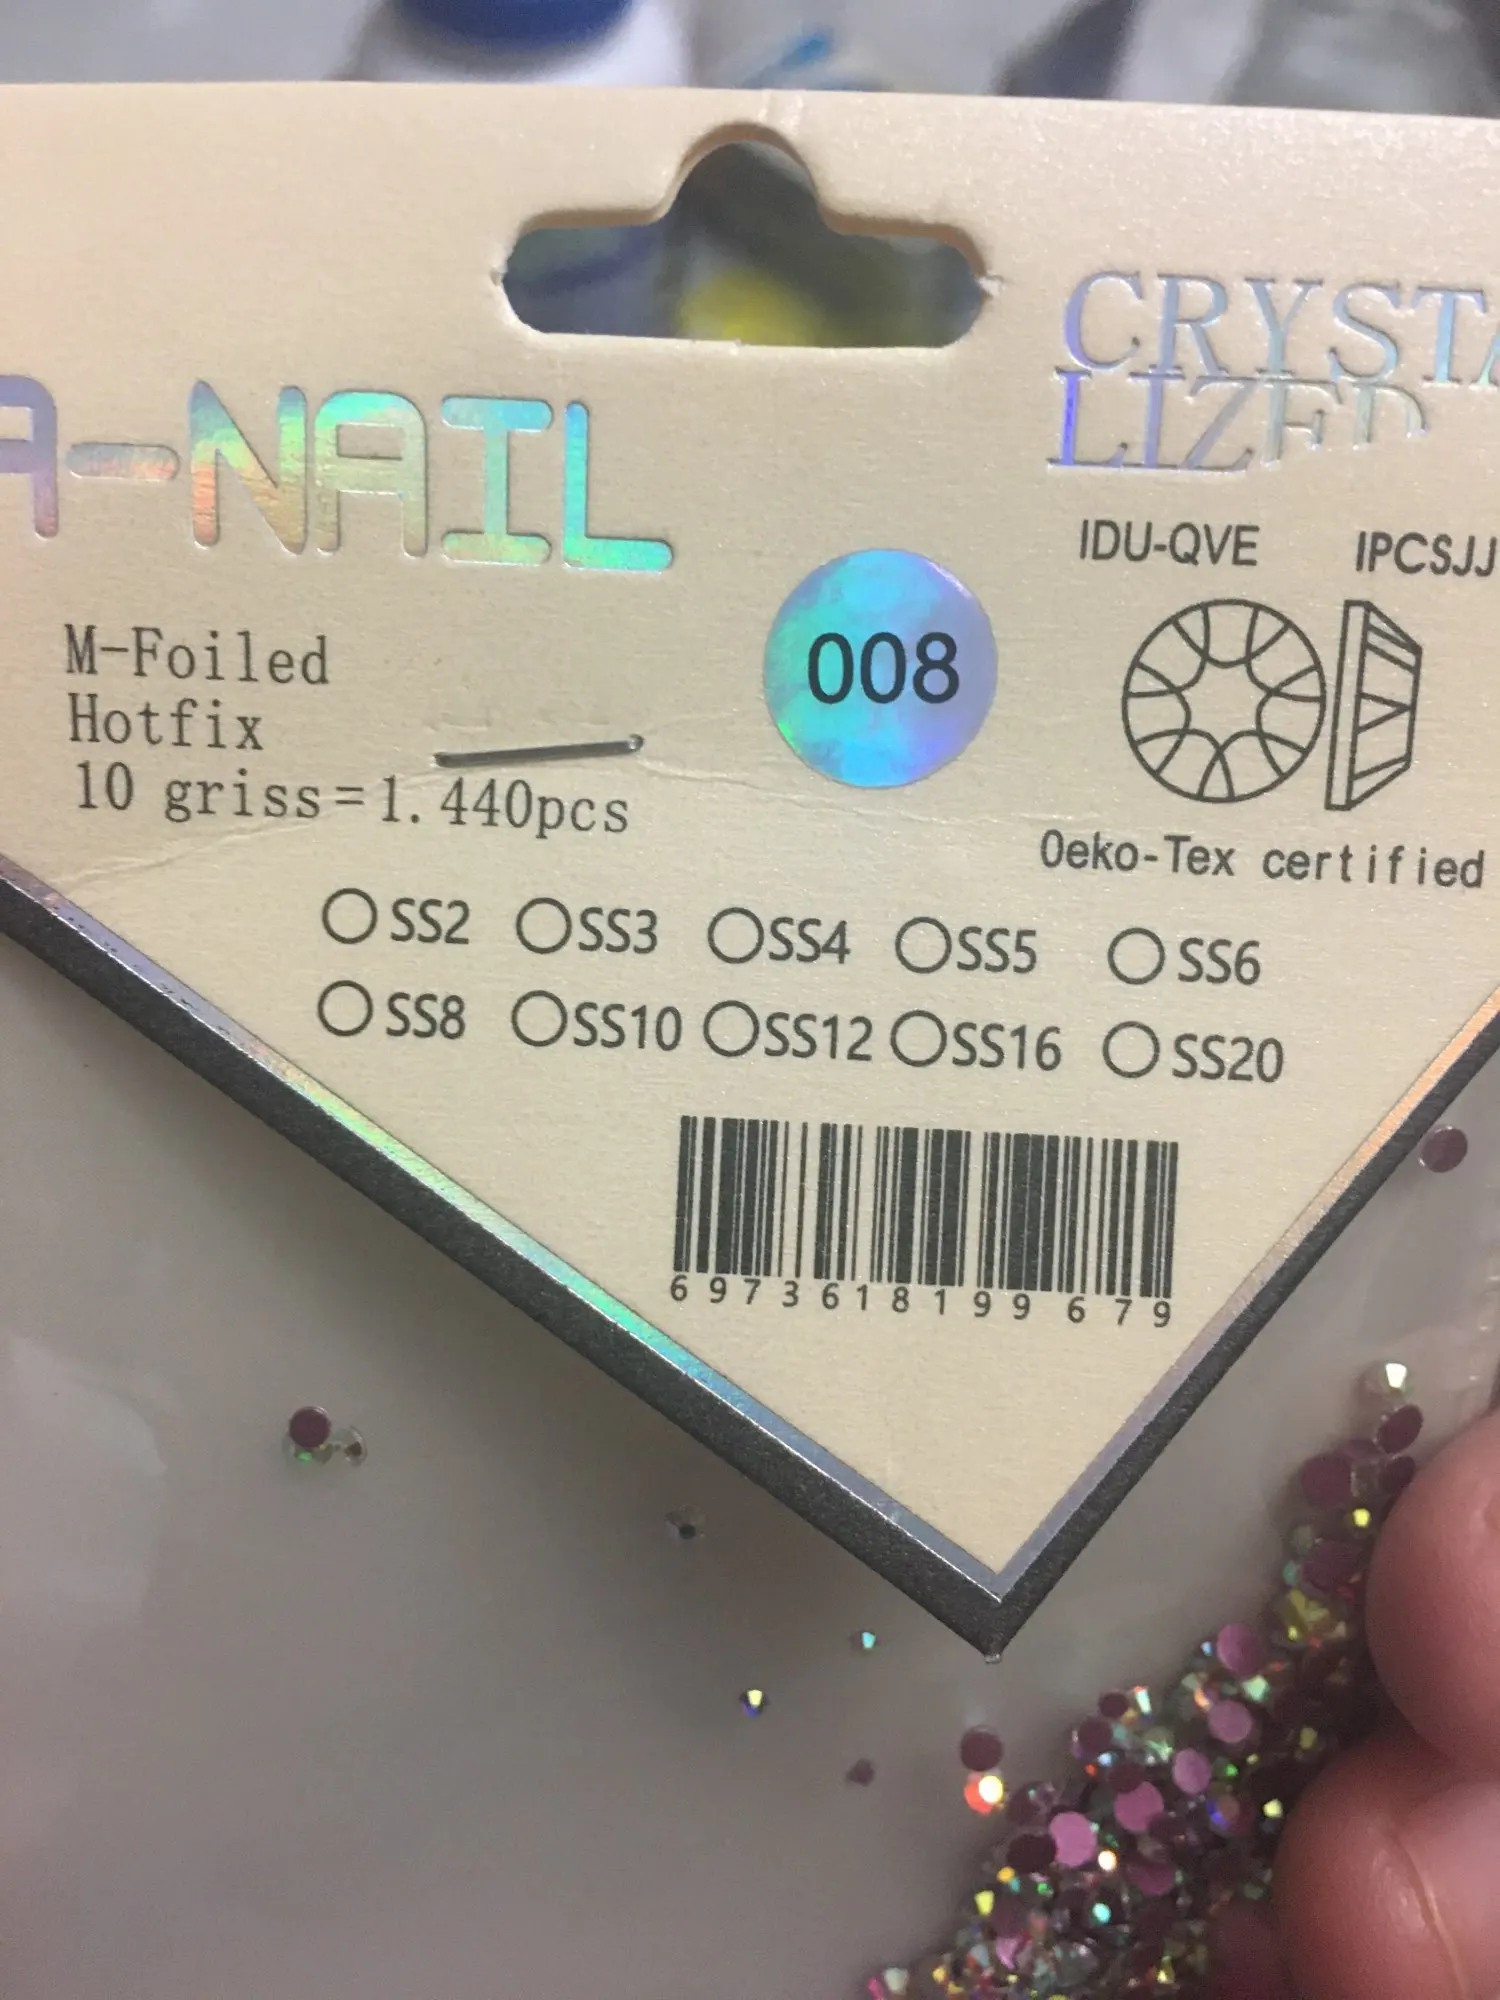 A-NAIL
CRYSTA
LIZED
IDU-QVE IPCSJJ
M-Foiled
Hotfix
10 griss=1.440pcs
008
Oeko-Tex certified
SS2 SS3 SS4 SS5 SS6
SS8 SS10 SS12 SS16 SS20
6973618199679